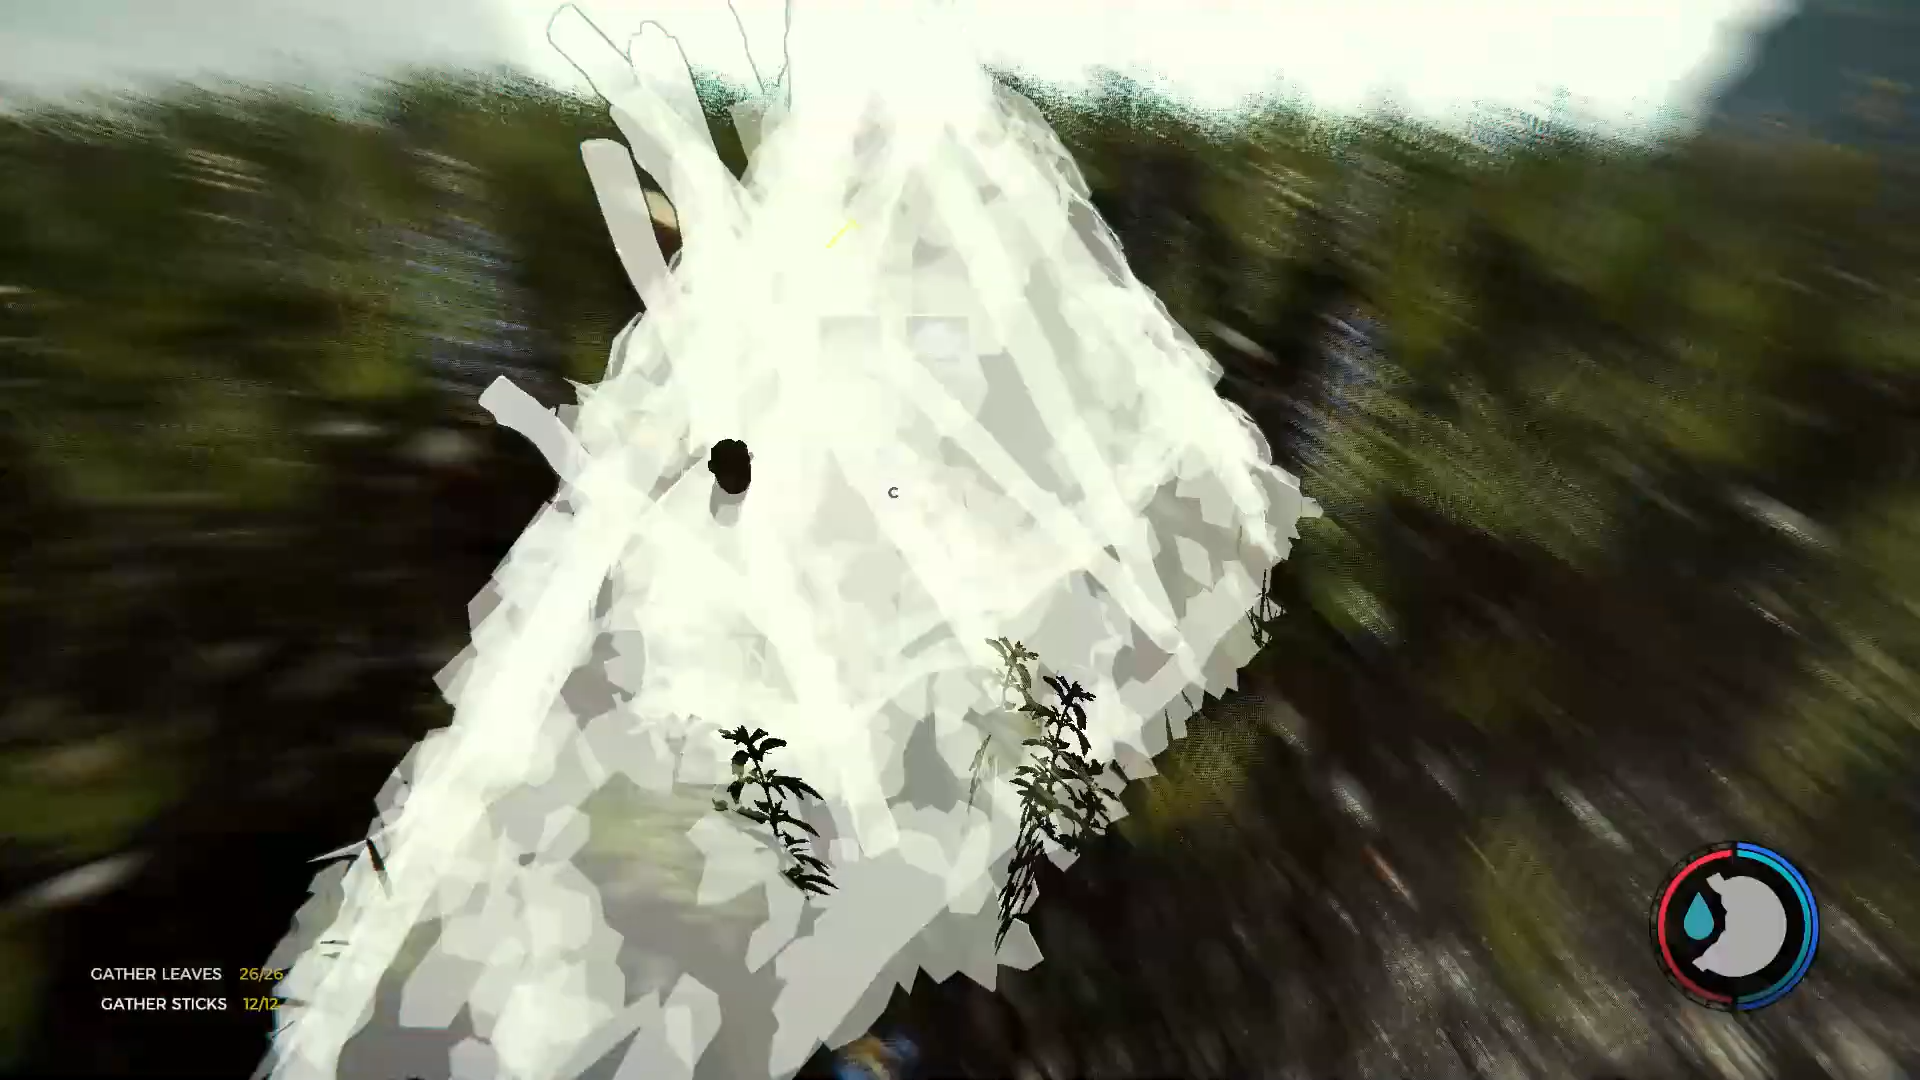 C
GATHER LEAVES 26/26
GATHER STICKS 12/12